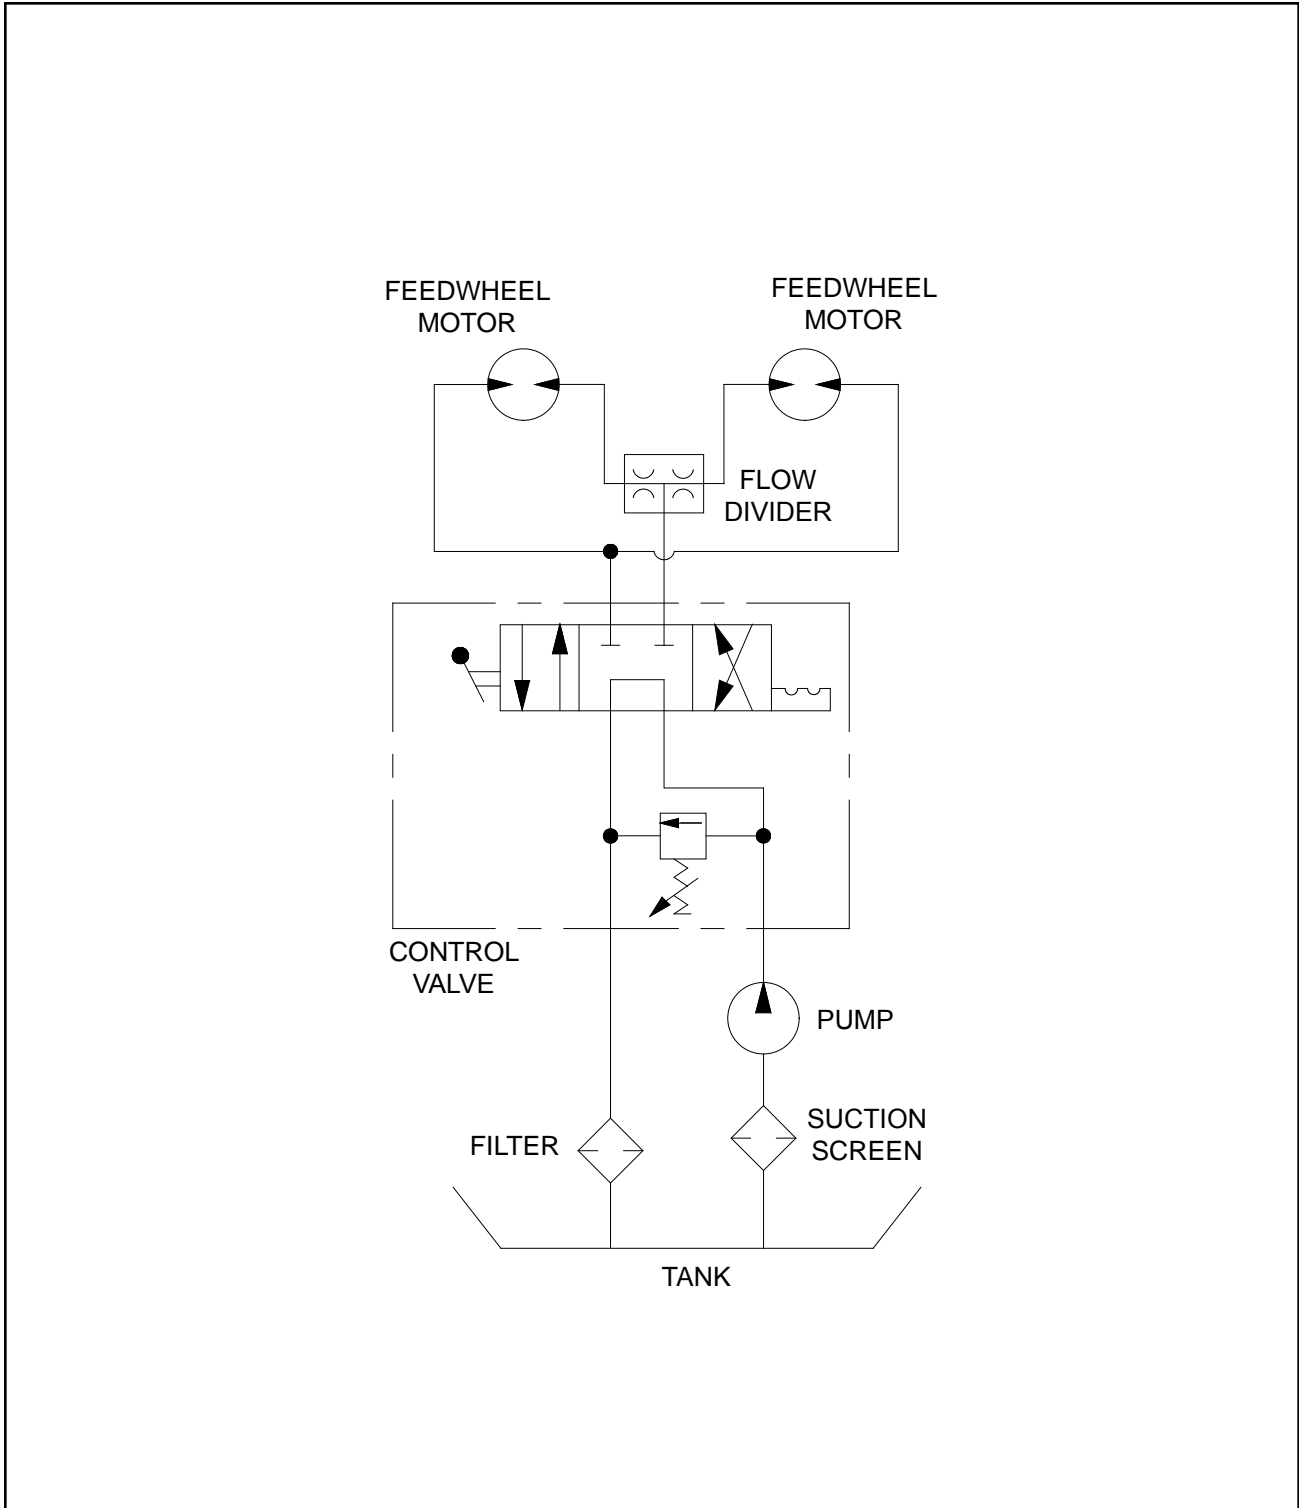 FEEDWHEEL
MOTOR
FEEDWHEEL
MOTOR
FLOW
DIVIDER
CONTROL
VALVE
PUMP
SUCTION
SCREEN
FILTER
TANK